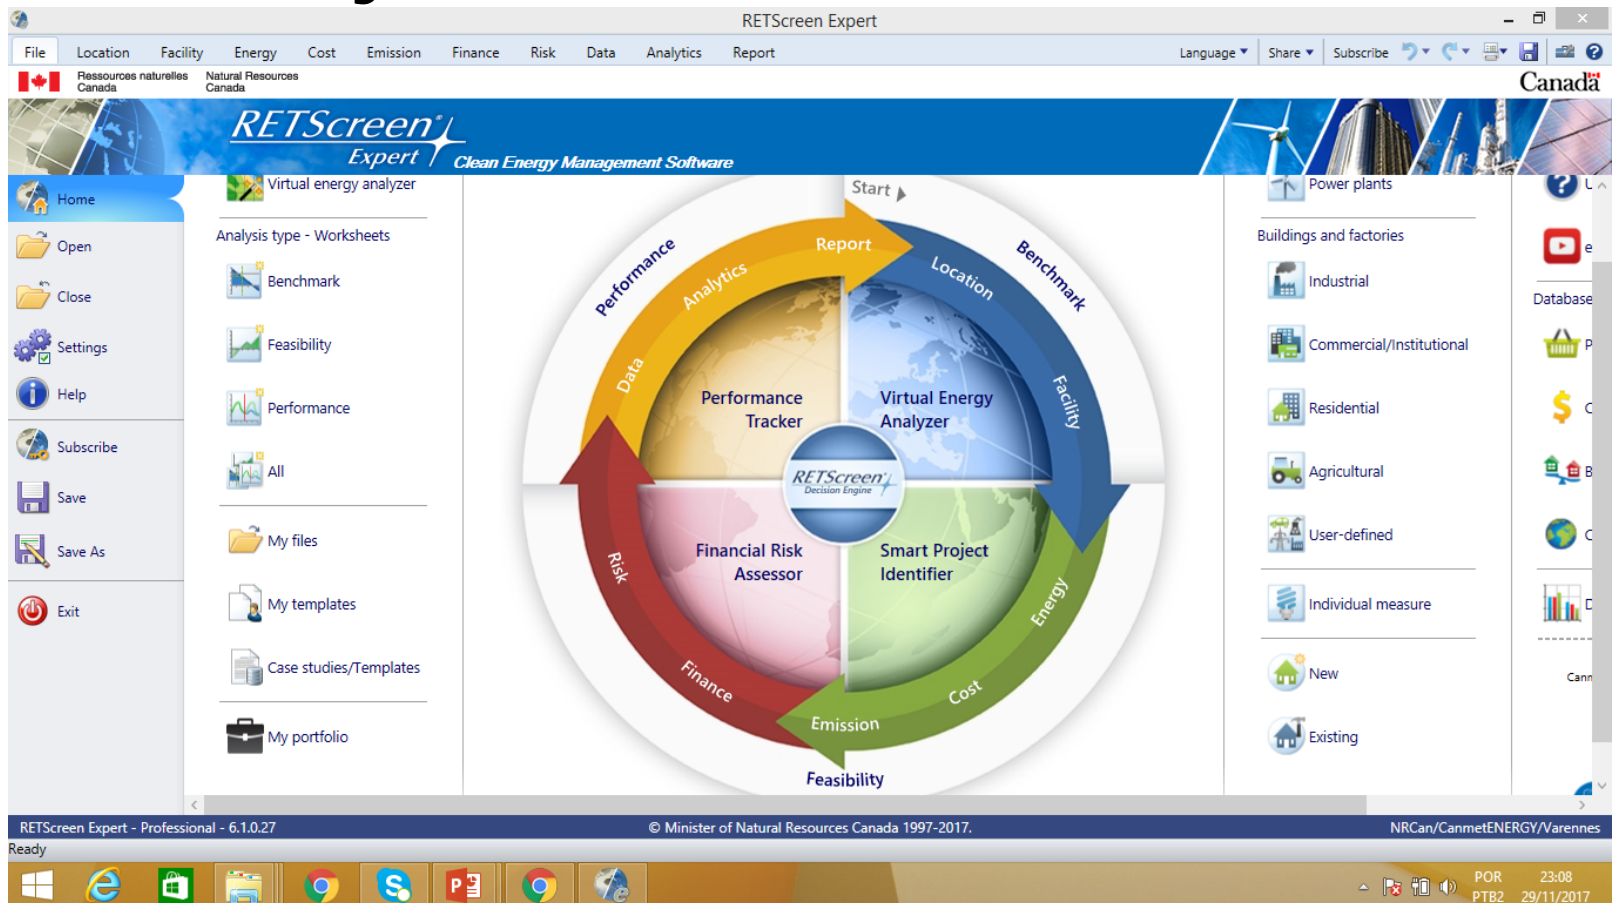 RETScreen Expert
File Location Facility Energy Cost Emission Finance Risk Data Analytics Report Language Share Subscribe
Ressources naturelles Canada
Natural Resources Canada
Canada
RETScreen Expert
Clean Energy Management Software
Home
Open
Close
Settings
Help
Subscribe
Save
Save As
Exit
Virtual energy analyzer
Analysis type - Worksheets
Benchmark
Feasibility
Performance
All
My files
My templates
Case studies/Templates
My portfolio
Start
Performance
Benchmark
Feasibility
Report
Location
Facility
Energy
Cost
Emission
Finance
Risk
Data
Analytics
Performance Tracker
Virtual Energy Analyzer
RETScreen
Decision Engine
Financial Risk Assessor
Smart Project Identifier
Power plants
Buildings and factories
Industrial
Commercial/Institutional
Residential
Agricultural
User-defined
Individual measure
New
Existing
Database
RETScreen Expert - Professional - 6.1.0.27
© Minister of Natural Resources Canada 1997-2017.
NRCan/CanmetENERGY/Varennes
Ready
POR
PTB2
23:08
29/11/2017